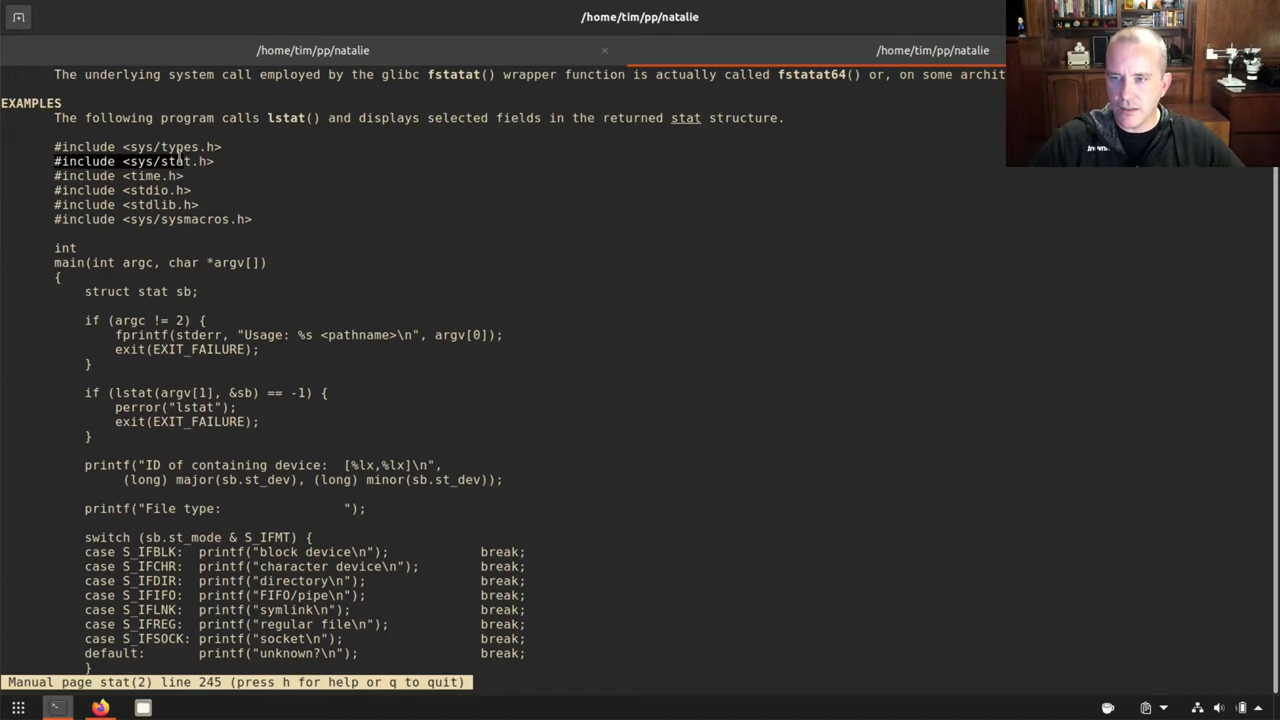 /home/tim/pp/natalie
/home/tim/pp/natalie
/home/tim/pp/natalie
The underlying system call employed by the glibc fstatat() wrapper function is actually called fstatat64() or, on some archit
EXAMPLES
The following program calls lstat() and displays selected fields in the returned stat structure.
#include <sys/types.h>
#include <sys/stat.h>
#include <time.h>
#include <stdio.h>
#include <stdlib.h>
#include <sys/sysmacros.h>
int
main(int argc, char *argv[])
{
struct stat sb;
if (argc != 2) {
fprintf(stderr, "Usage: %s <pathname>\n", argv[0]);
exit(EXIT_FAILURE);
}
if (lstat(argv[1], &sb) == -1) {
perror("lstat");
exit(EXIT_FAILURE);
}
printf("ID of containing device:  [%lx,%lx]\n",
(long) major(sb.st_dev), (long) minor(sb.st_dev));
printf("File type:                ");
switch (sb.st_mode & S_IFMT) {
case S_IFBLK:  printf("block device\n");            break;
case S_IFCHR:  printf("character device\n");        break;
case S_IFDIR:  printf("directory\n");               break;
case S_IFIFO:  printf("FIFO/pipe\n");               break;
case S_IFLNK:  printf("symlink\n");                 break;
case S_IFREG:  printf("regular file\n");            break;
case S_IFSOCK: printf("socket\n");                  break;
default:       printf("unknown?\n");                break;
}
Manual page stat(2) line 245 (press h for help or q to quit)